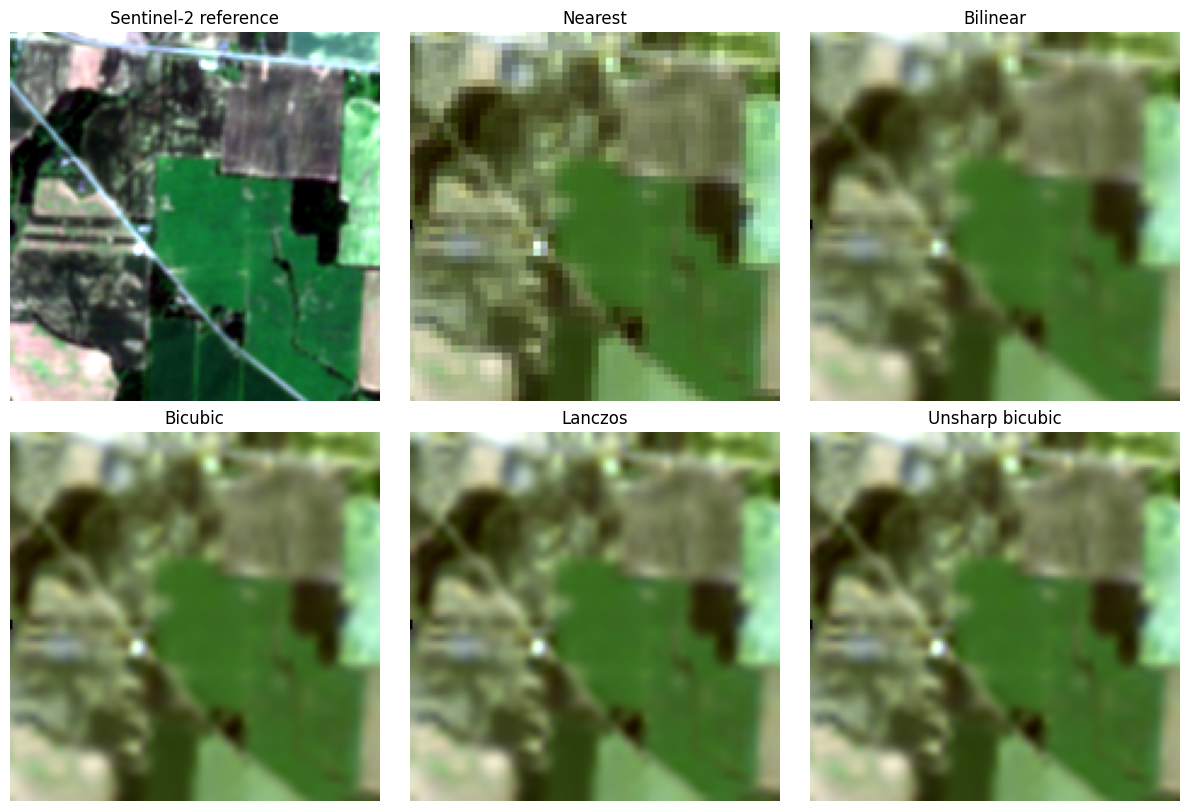 Sentinel-2 reference
Nearest
Bilinear
Bicubic
Lanczos
Unsharp bicubic